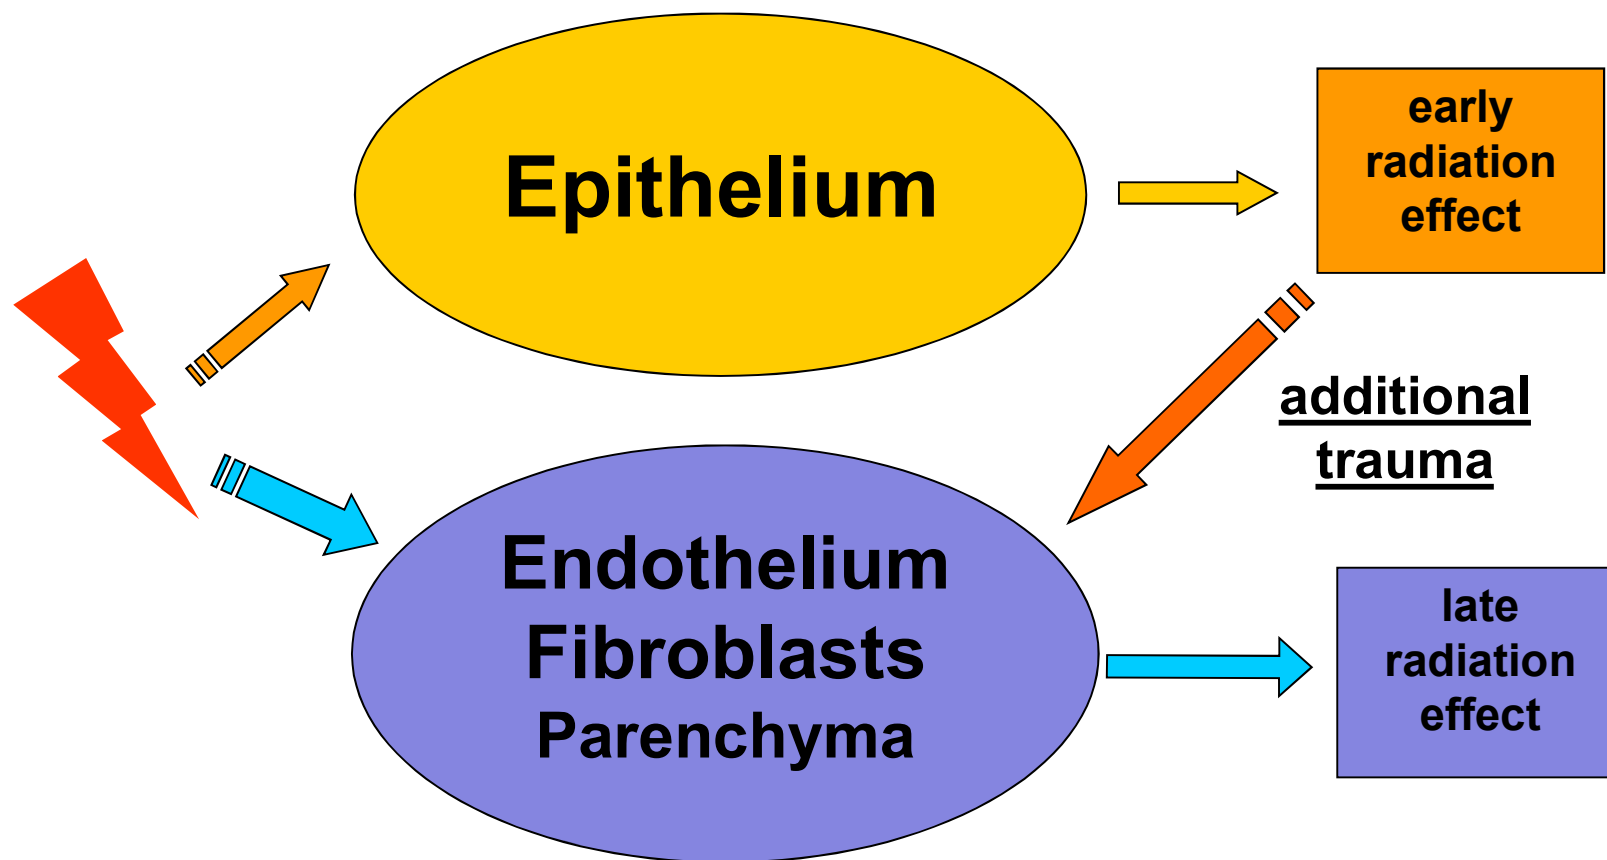 Epithelium
early
radiation
effect
additional
trauma
Endothelium
Fibroblasts
Parenchyma
late
radiation
effect